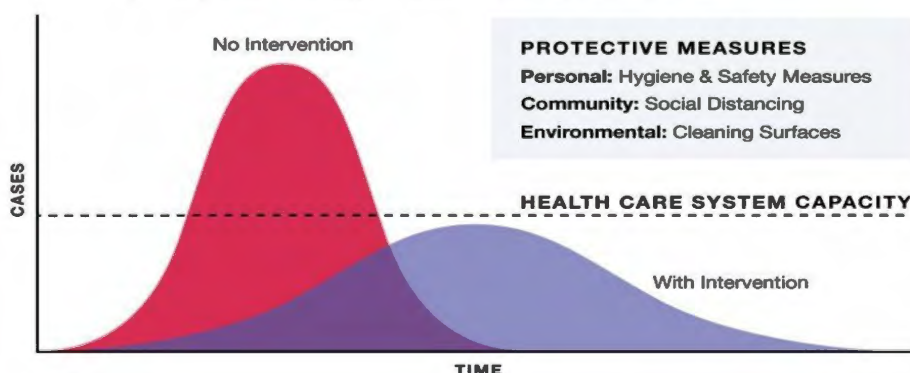 No Intervention
PROTECTIVE MEASURES
Personal: Hygiene & Safety Measures
Community: Social Distancing
Environmental: Cleaning Surfaces
CASES
HEALTH CARE SYSTEM CAPACITY
With Intervention
TIME